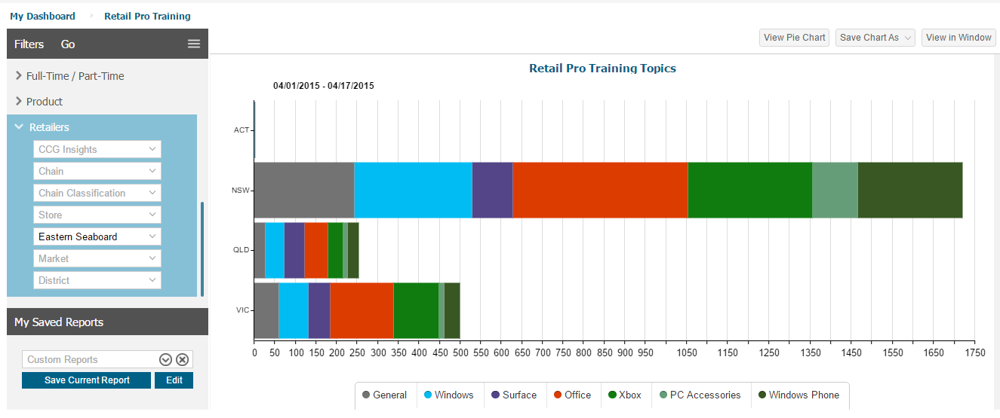 My Dashboard Retail Pro Training
Filters Go
Full-Time / Part-Time
Product
Retailers
CCG Insights
Chain
Chain Classification
Store
Eastern Seaboard
Market
District
My Saved Reports
Custom Reports
Save Current Report Edit
View Pie Chart Save Chart As View in Window
Retail Pro Training Topics
04/01/2015 - 04/17/2015
ACT
NSW
QLD
VIC
0 50 100 150 200 250 300 350 400 450 500 550 600 650 700 750 800 850 900 950 1050 1150 1250 1350 1450 1550 1650 1750
General Windows Surface Office Xbox PC Accessories Windows Phone